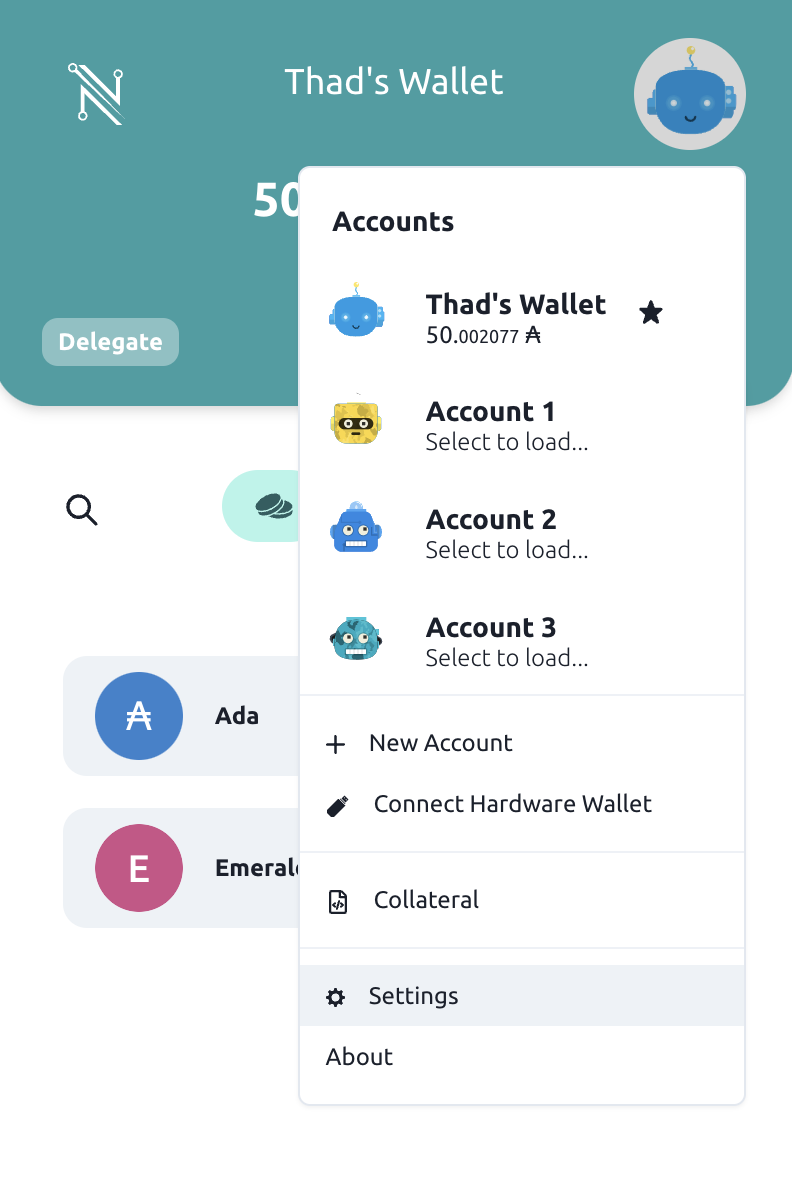 Thad's Wallet
50
Accounts
Thad's Wallet
50.002077 ₳
Delegate
Account 1
Select to load...
Account 2
Select to load...
Account 3
Select to load...
₳ Ada
New Account
Connect Hardware Wallet
E Emeral
Collateral
Settings
About